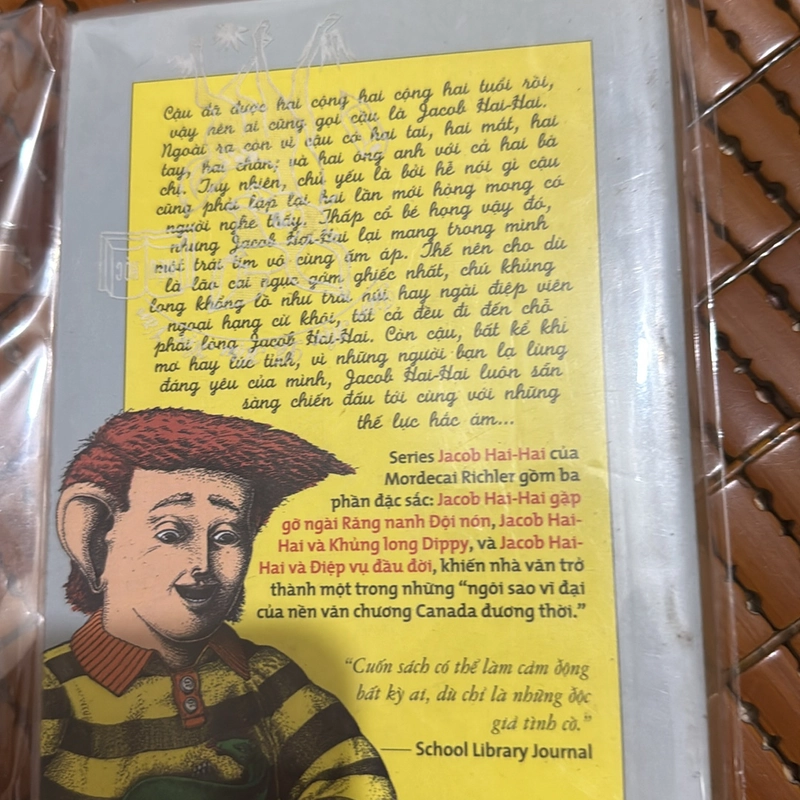 Cậu đã được hai cộng hai cộng hai tuổi rồi,
vậy nên ai cũng gọi cậu là Jacob Hai-Hai.
Ngoài ra còn vì cậu có hai tai, hai mắt, hai
tay, hai chân; và hai ông anh với cả hai bà
chị. Tuy nhiên, chủ yếu là bởi hễ nói gì cậu
cũng phải lặp lại hai lần mới hòng mong có
người nghe thấy. Thấp cổ bé họng vậy đó,
nhưng Jacob Hai-Hai lại mang trong mình
một trái tim vô cùng ấm áp. Thế nên cho dù
là lão cai ngục gớm ghiếc nhất, chú khủng
long khổng lồ như trái núi hay ngài điệp viên
ngoại hạng cừ khôi, tất cả đều đi đến chỗ
phải lòng Jacob Hai-Hai. Còn cậu, bất kể khi
mơ hay lúc tỉnh, vì những người bạn lạ lùng
đáng yêu của mình, Jacob Hai-Hai luôn sẵn
sàng chiến đấu tới cùng với những
thế lực hắc ám...
Series Jacob Hai-Hai của
Mordecai Richler gồm ba
phần đặc sắc: Jacob Hai-Hai gặp
gỡ ngài Răng nanh Đội nón, Jacob Hai-
Hai và Khủng long Dippy, và Jacob Hai-
Hai và Điệp vụ đầu đời, khiến nhà văn trở
thành một trong những “ngôi sao vĩ đại
của nền văn chương Canada đương thời.”
“Cuốn sách có thể làm cảm động
bất kỳ ai, dù chỉ là những độc
giả tình cờ.”
— School Library Journal